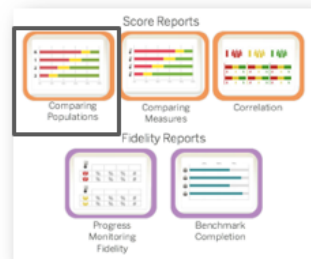 Score Reports
Comparing
Populations
Comparing
Measures
Correlation
Fidelity Reports
Progress
Monitoring
Fidelity
Benchmark
Completion